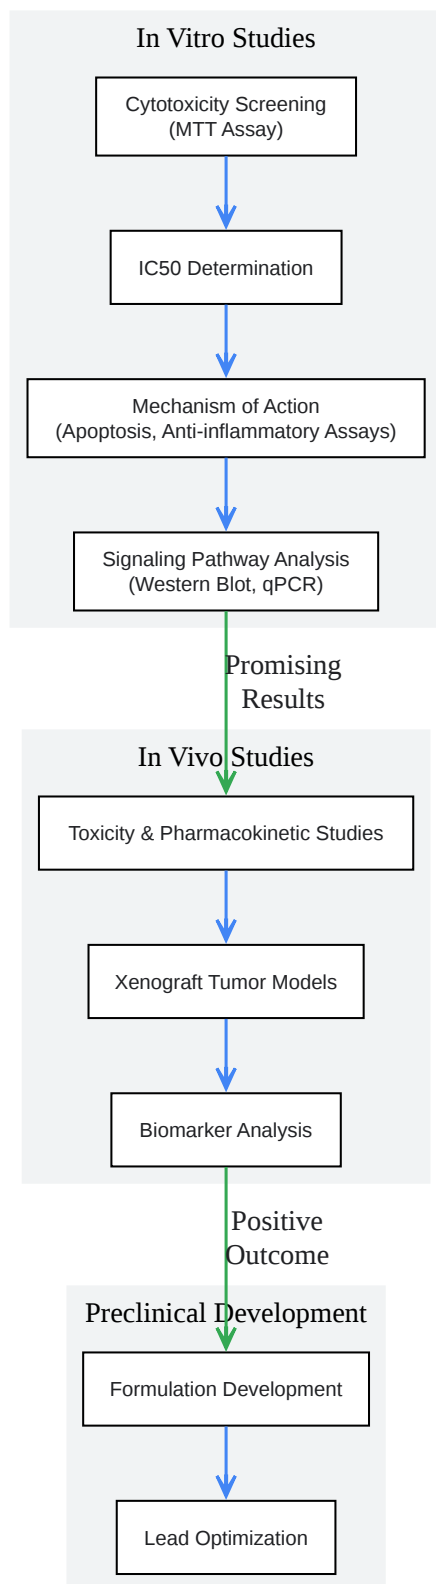 In Vitro Studies
Cytotoxicity Screening
(MTT Assay)
IC50 Determination
Mechanism of Action
(Apoptosis, Anti-inflammatory Assays)
Signaling Pathway Analysis
(Western Blot, qPCR)
Promising
Results
In Vivo Studies
Toxicity & Pharmacokinetic Studies
Xenograft Tumor Models
Biomarker Analysis
Positive
Outcome
Preclinical Development
Formulation Development
Lead Optimization